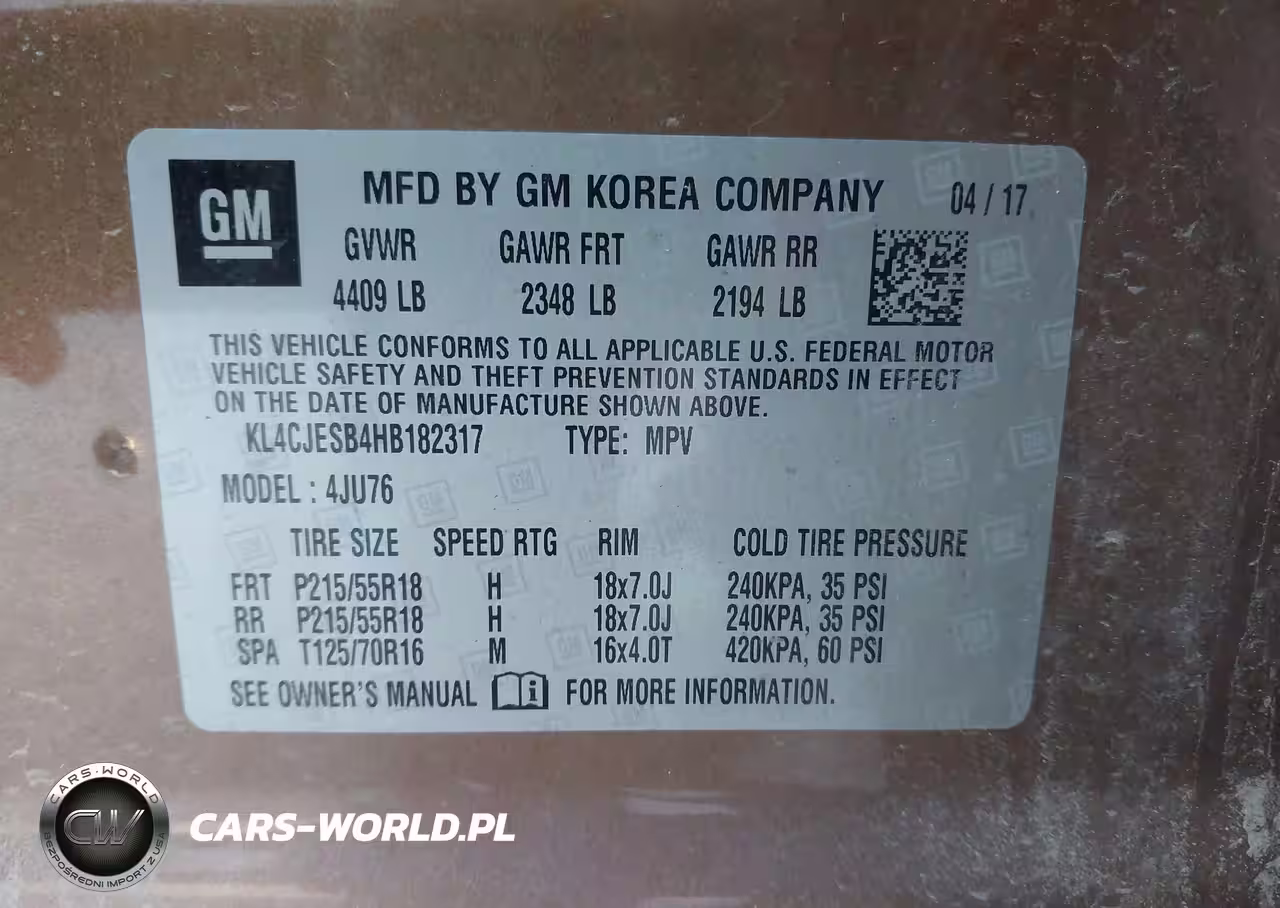 GM
MFD BY GM KOREA COMPANY 04 / 17
GVWR GAWR FRT GAWR RR
4409 LB 2348 LB 2194 LB
THIS VEHICLE CONFORMS TO ALL APPLICABLE U.S. FEDERAL MOTOR
VEHICLE SAFETY AND THEFT PREVENTION STANDARDS IN EFFECT
ON THE DATE OF MANUFACTURE SHOWN ABOVE.
KL4CJESB4HB182317 TYPE: MPV
MODEL : 4JU76
TIRE SIZE SPEED RTG RIM COLD TIRE PRESSURE
FRT P215/55R18 H 18x7.0J 240KPA, 35 PSI
RR P215/55R18 H 18x7.0J 240KPA, 35 PSI
SPA T125/70R16 M 16x4.0T 420KPA, 60 PSI
SEE OWNER'S MANUAL i FOR MORE INFORMATION.
CARS-WORLD
CW
BEZPOŚREDNI IMPORT Z USA
CARS-WORLD.PL